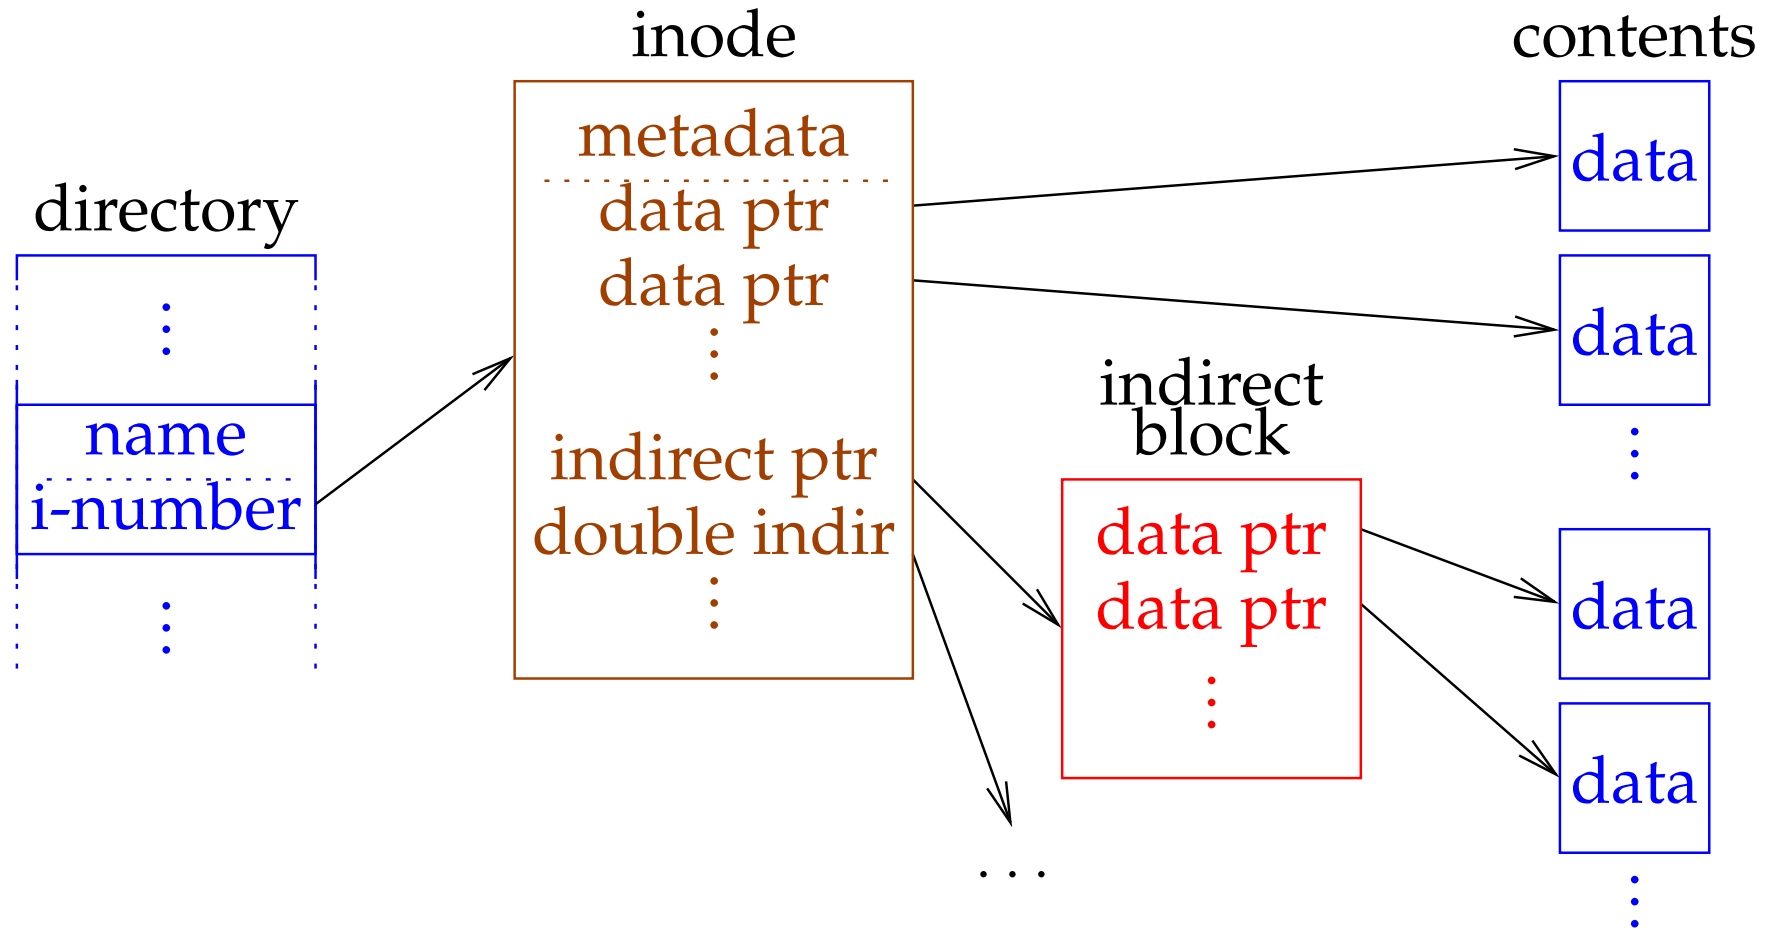 directory
⋮
name
i-number
⋮
inode
metadata
data ptr
data ptr
⋮
indirect ptr
double indir
⋮
indirect
block
data ptr
data ptr
⋮
. . .
contents
data
data
⋮
data
data
⋮